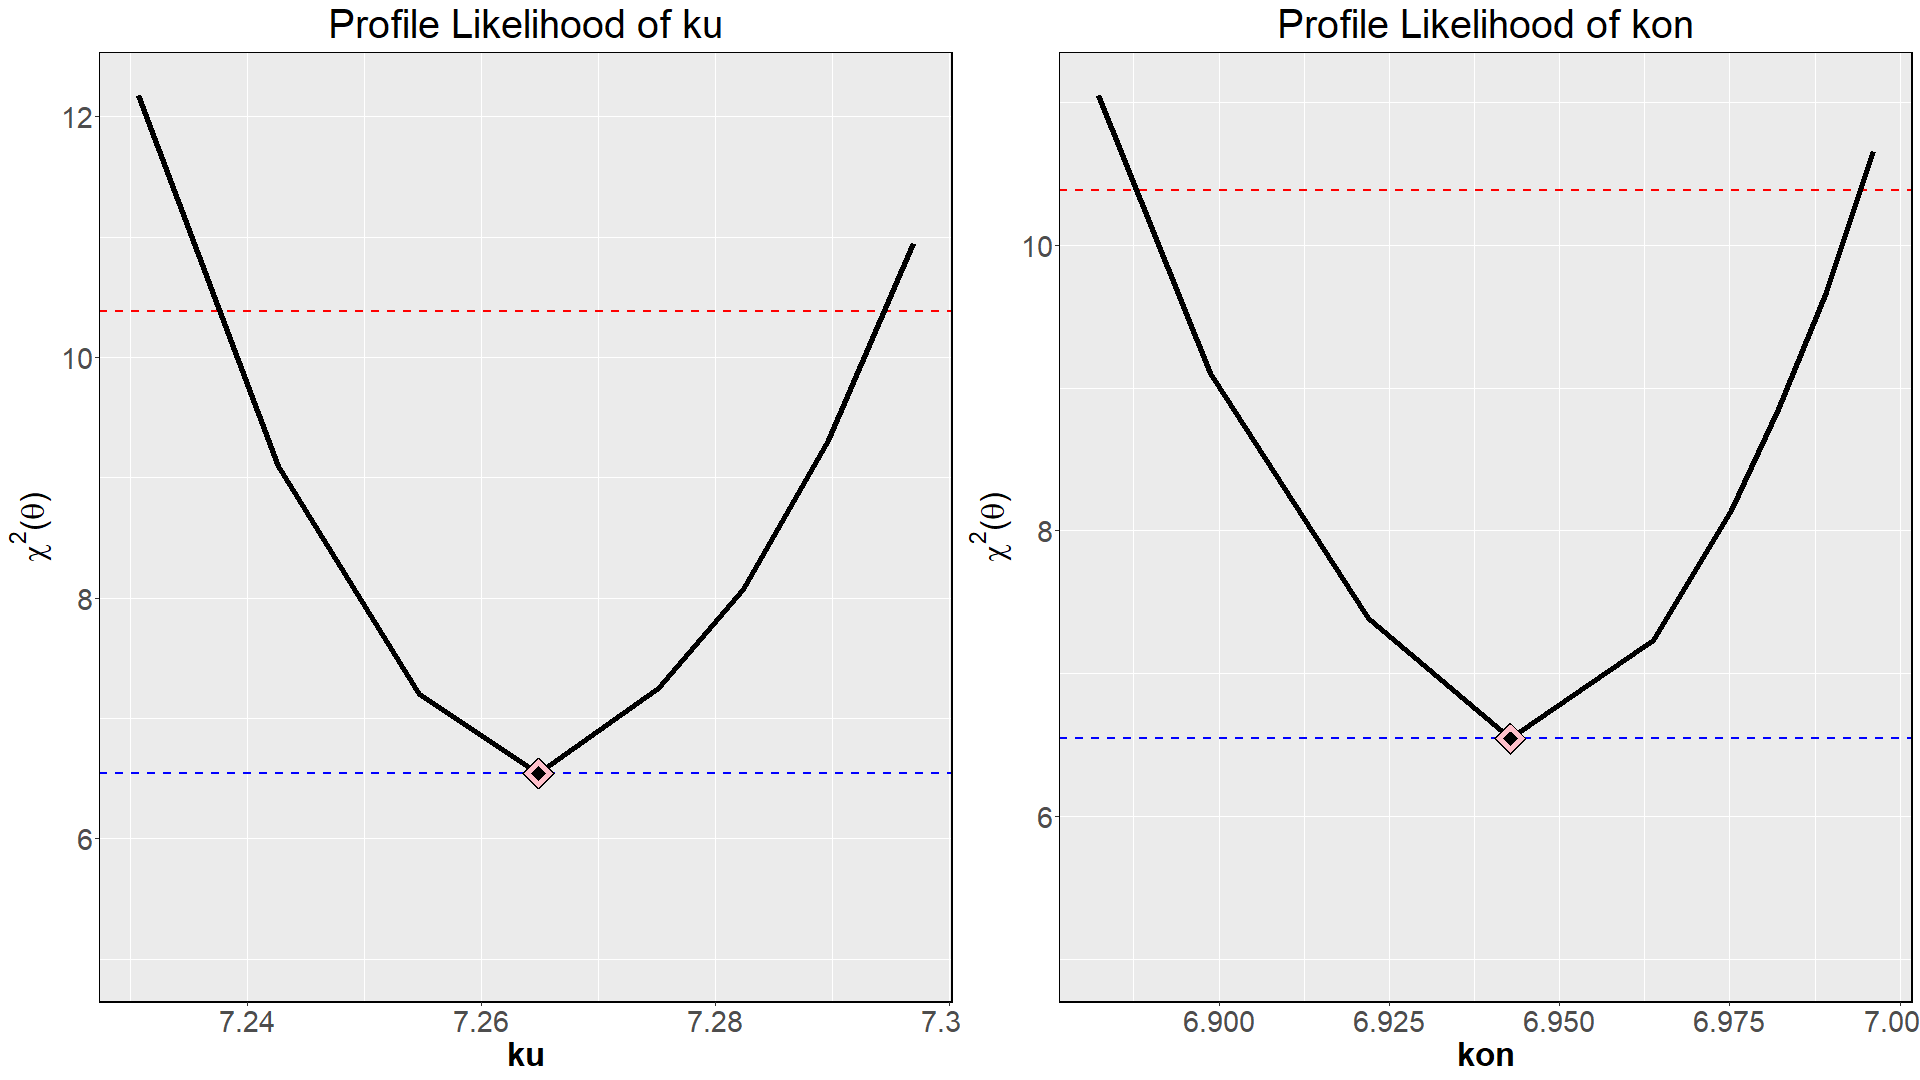 Profile Likelihood of ku
12
10
8
6
χ²(θ)
7.24 7.26 7.28 7.3
ku
Profile Likelihood of kon
10
8
6
χ²(θ)
6.900 6.925 6.950 6.975 7.00
kon